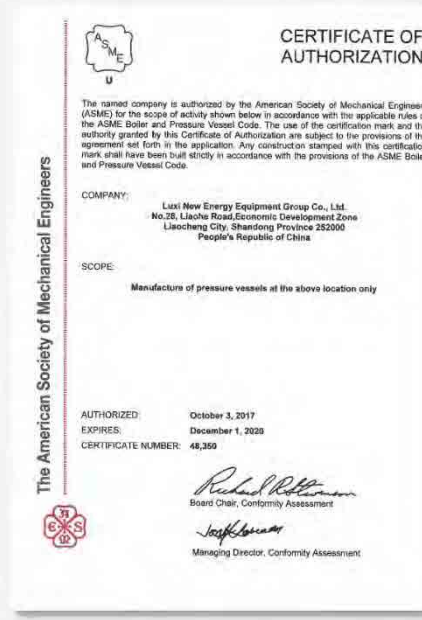 ASME
U
CERTIFICATE OF
AUTHORIZATION
The named company is authorized by the American Society of Mechanical Engineers
(ASME) for the scope of activity shown below in accordance with the applicable rules
the ASME Boiler and Pressure Vessel Code. The use of the certification mark and the
authority granted by this Certificate of Authorization are subject to the provisions of the
agreement set forth in the application. Any construction stamped with this certification
mark shall have been built strictly in accordance with the provisions of the ASME Boiler
and Pressure Vessel Code.
COMPANY:
Luxi New Energy Equipment Group Co., Ltd.
No.28, Liaohe Road,Economic Development Zone
Liaocheng City, Shandong Province 252000
People's Republic of China
SCOPE:
Manufacture of pressure vessels at the above location only
AUTHORIZED: October 3, 2017
EXPIRES: December 1, 2020
CERTIFICATE NUMBER: 48,350
Board Chair, Conformity Assessment
Managing Director, Conformity Assessment
The American Society of Mechanical Engineers